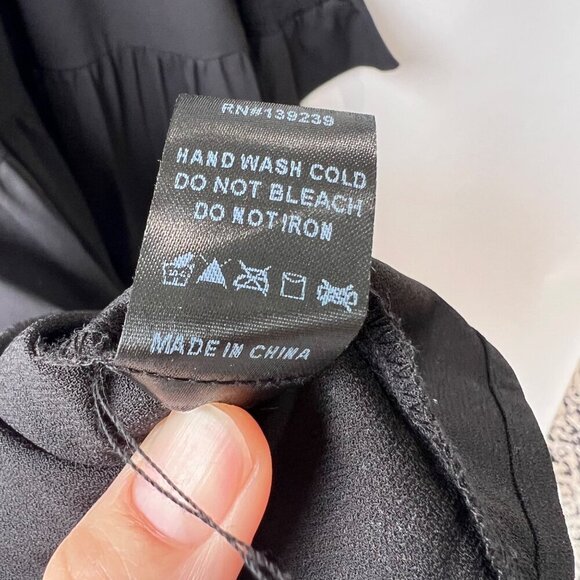 RN#139239
HAND WASH COLD
DO NOT BLEACH
DO NOT IRON
MADE IN CHINA